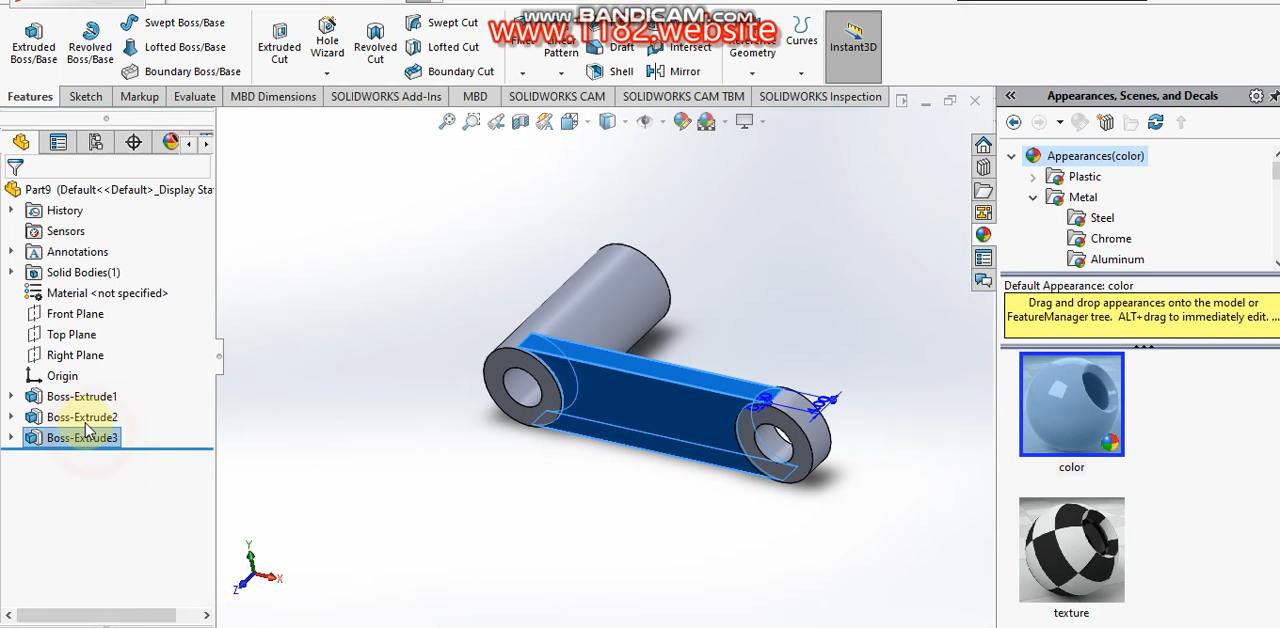 www.BANDICAM.com
www.1182.website
Extruded Boss/Base
Revolved Boss/Base
Swept Boss/Base
Lofted Boss/Base
Boundary Boss/Base
Extruded Cut
Hole Wizard
Revolved Cut
Swept Cut
Lofted Cut
Boundary Cut
Pattern
Draft
Shell
Intersect
Mirror
Geometry
Curves
Instant3D
Features
Sketch
Markup
Evaluate
MBD Dimensions
SOLIDWORKS Add-Ins
MBD
SOLIDWORKS CAM
SOLIDWORKS CAM TBM
SOLIDWORKS Inspection
Part9 (Default<<Default>_Display Sta
History
Sensors
Annotations
Solid Bodies(1)
Material <not specified>
Front Plane
Top Plane
Right Plane
Origin
Boss-Extrude1
Boss-Extrude2
Boss-Extrude3
Y
X
Z
Appearances, Scenes, and Decals
Appearances(color)
Plastic
Metal
Steel
Chrome
Aluminum
Default Appearance: color
Drag and drop appearances onto the model or
FeatureManager tree. ALT+drag to immediately edit. ...
color
texture